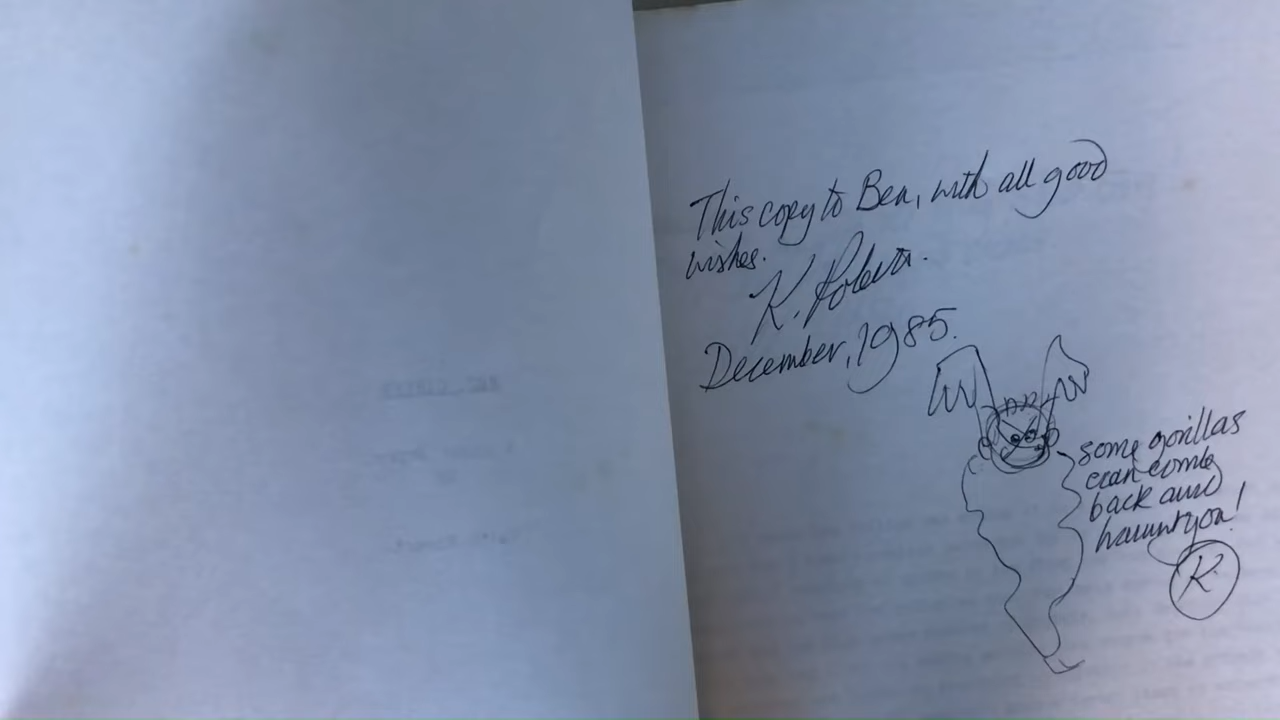 This copy to Ben, with all good
wishes.
K. Roberts.
December, 1985.
some gorillas
can come
back and
haunt you!
K.